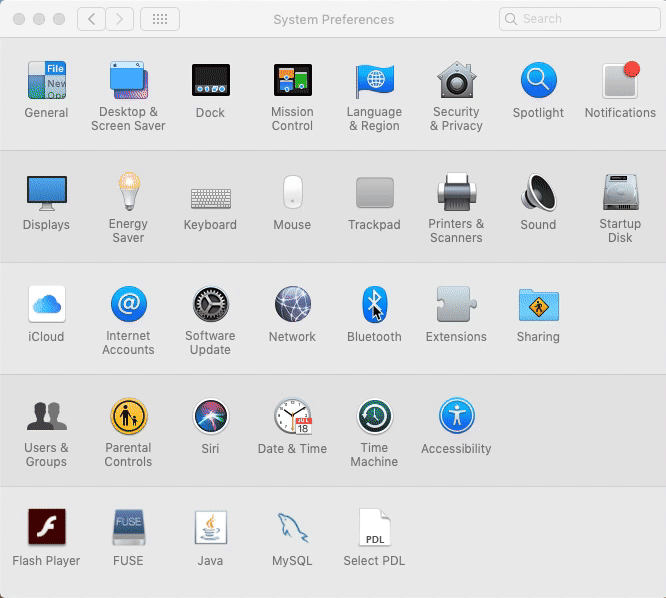 System Preferences
Search
File
New
Ope
General
Desktop &
Screen Saver
Dock
Mission
Control
Language
& Region
Security
& Privacy
Spotlight
Notifications
Displays
Energy
Saver
Keyboard
Mouse
Trackpad
Printers &
Scanners
Sound
Startup
Disk
@
iCloud
Internet
Accounts
Software
Update
Network
Bluetooth
Extensions
Sharing
JUL
18
Users &
Groups
Parental
Controls
Siri
Date & Time
Time
Machine
Accessibility
FUSE
PDL
Flash Player
FUSE
Java
MySQL
Select PDL